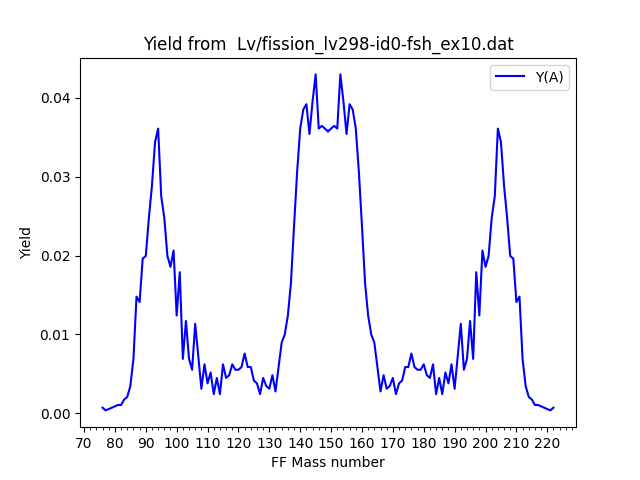 Yield from  Lv/fission_lv298-id0-fsh_ex10.dat
Y(A)
0.04
0.03
0.02
0.01
0.00
Yield
70 80 90 100 110 120 130 140 150 160 170 180 190 200 210 220
FF Mass number